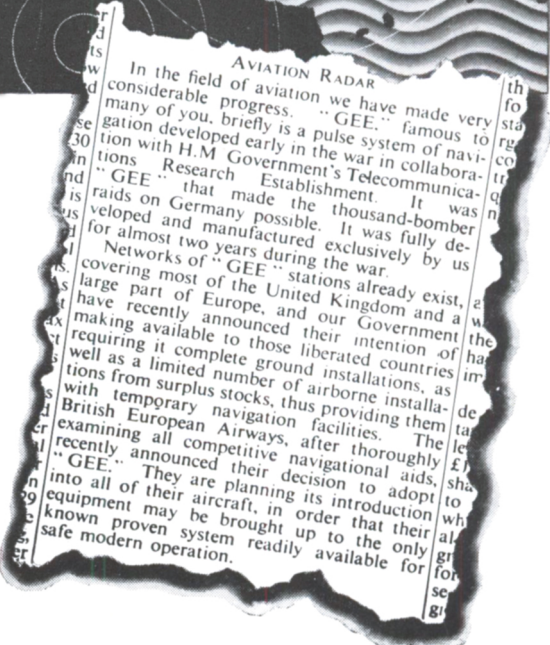 AVIATION RADAR
In the field of aviation we have made very
considerable progress. "GEE." famous to
many of you, briefly is a pulse system of navi-
gation developed early in the war in collabora-
tion with H.M Government's Telecommunica-
tions Research Establishment. It was
"GEE" that made the thousand-bomber
raids on Germany possible. It was fully de-
veloped and manufactured exclusively by us
for almost two years during the war.
Networks of "GEE" stations already exist,
covering most of the United Kingdom and a
large part of Europe, and our Government
have recently announced their intention of
making available to those liberated countries
requiring it complete ground installations, as
well as a limited number of airborne installa-
tions from surplus stocks, thus providing them
with temporary navigation facilities. The
British European Airways, after thoroughly
examining all competitive navigational aids,
recently announced their decision to adopt
"GEE." They are planning its introduction
into all of their aircraft, in order that their
equipment may be brought up to the only
known proven system readily available for
safe modern operation.